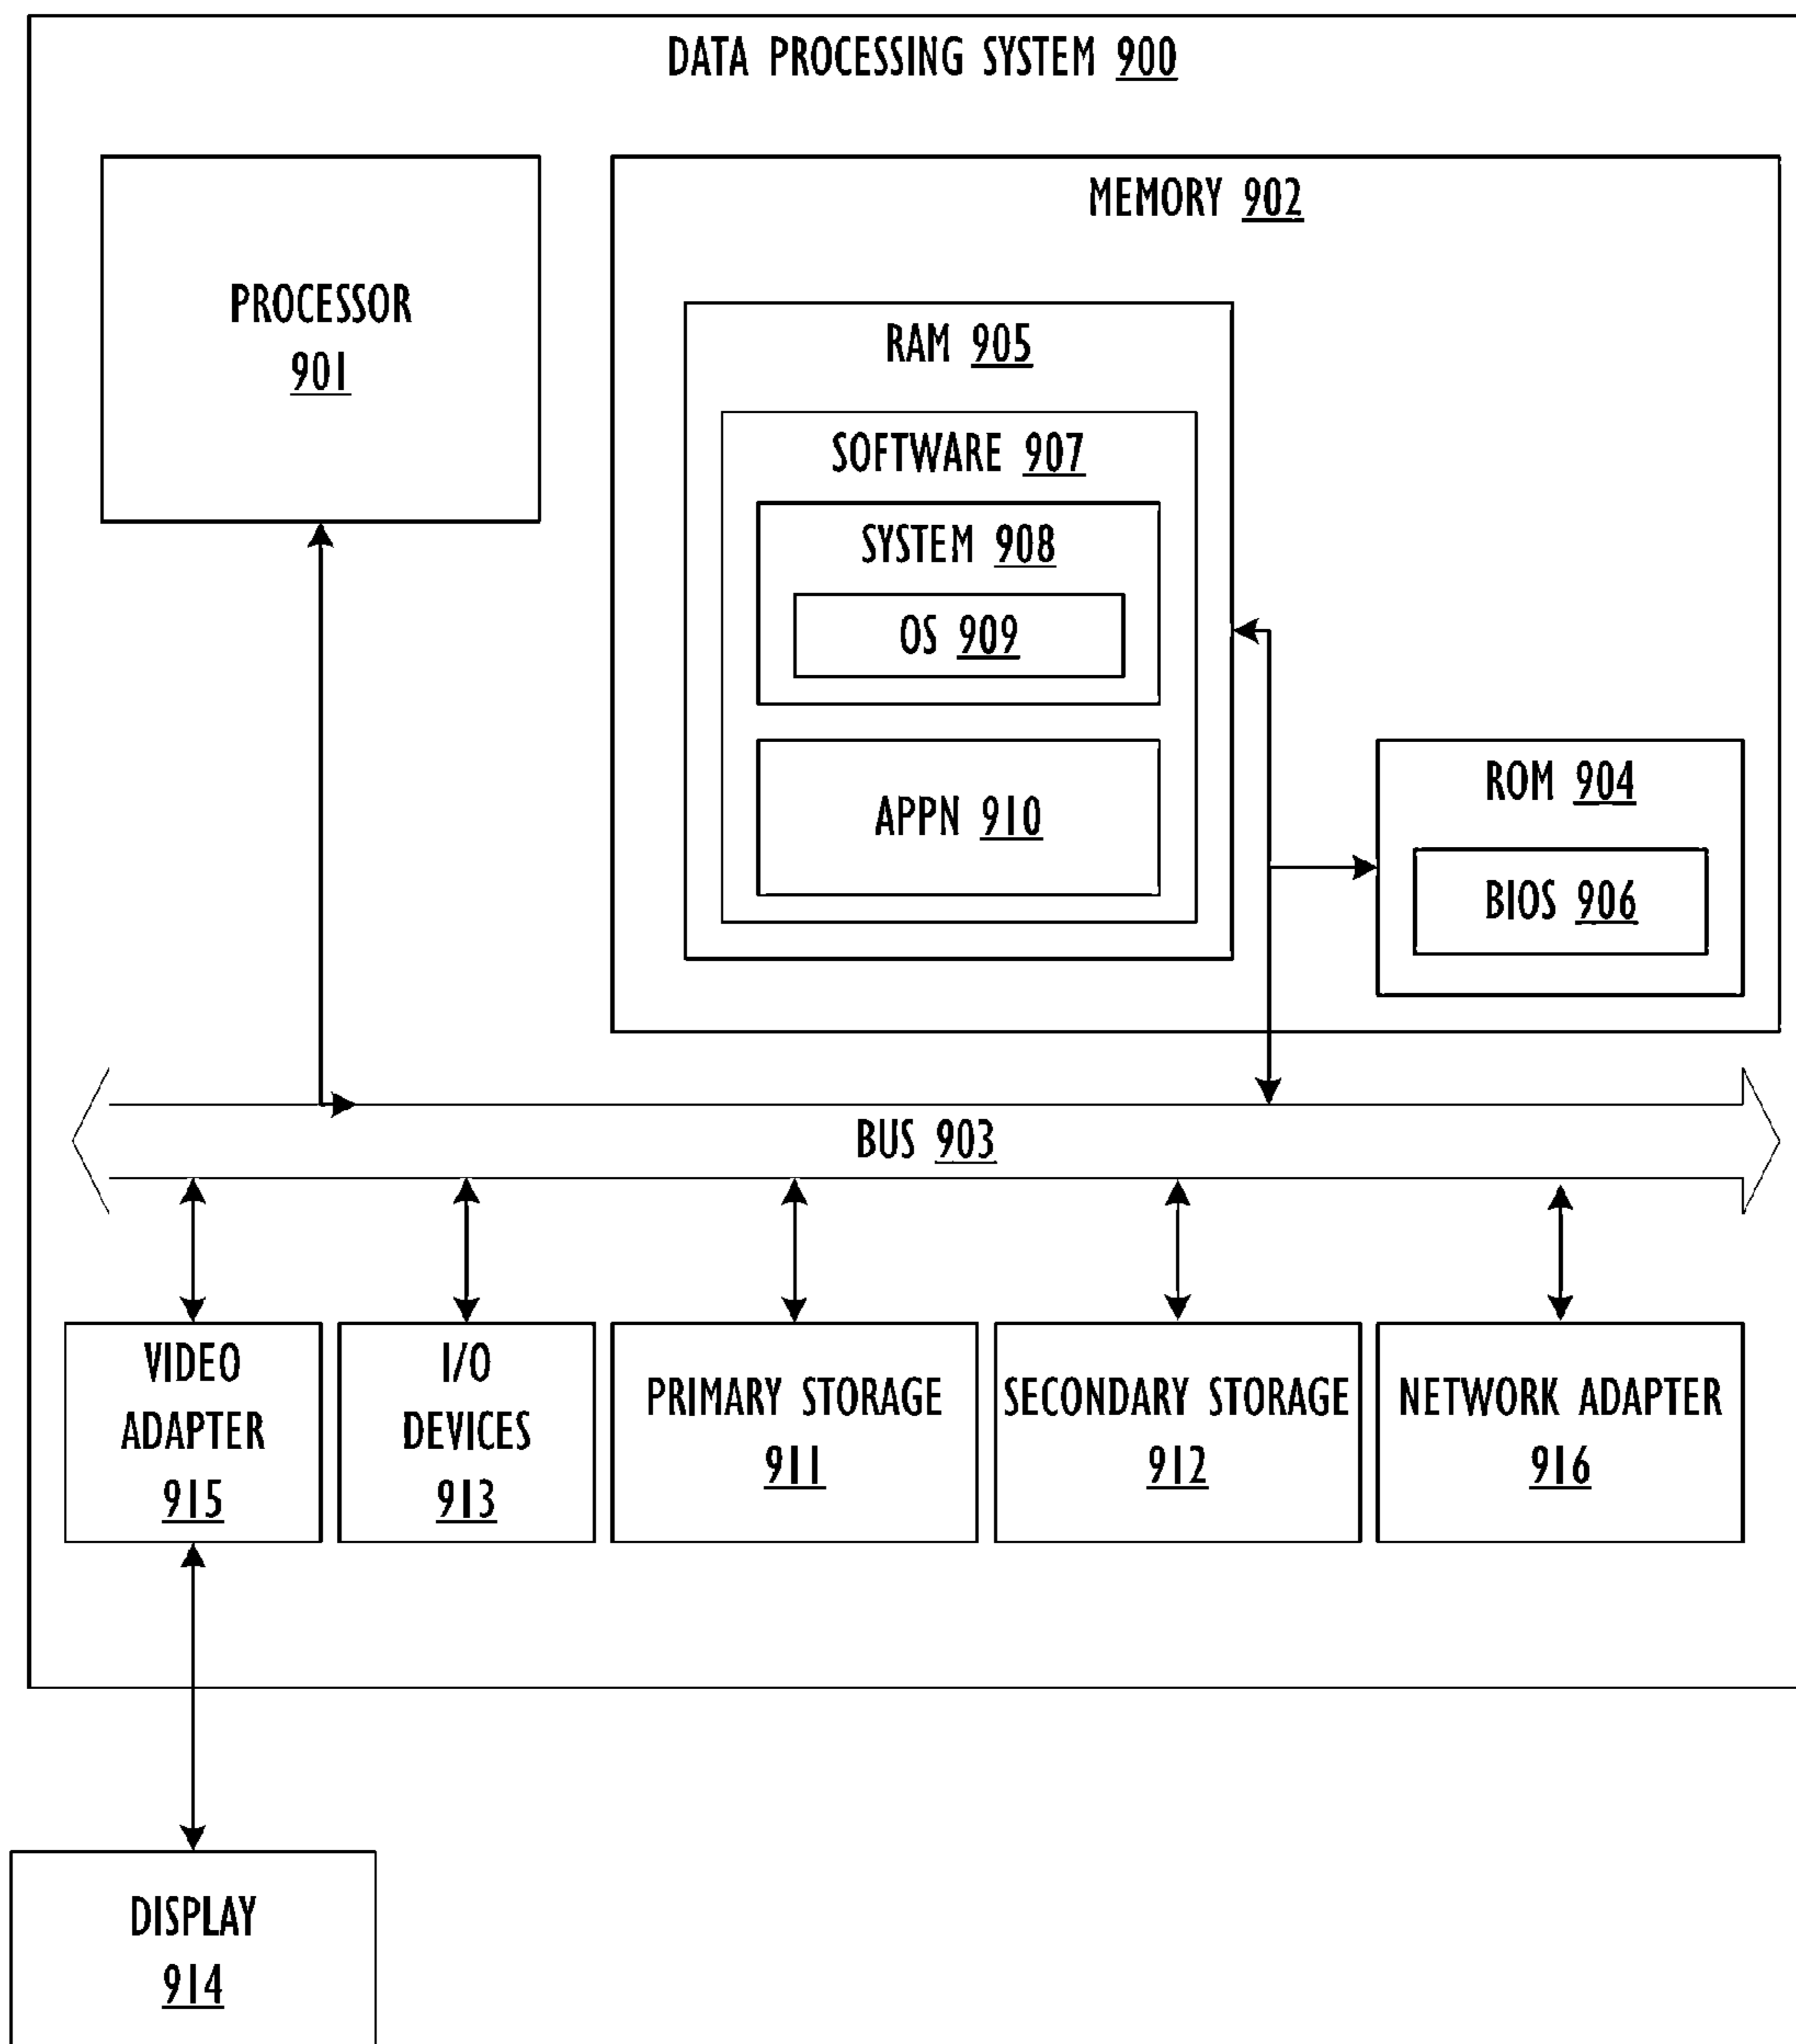 DATA PROCESSING SYSTEM 900
PROCESSOR
901
MEMORY 902
RAM 905
SOFTWARE 907
SYSTEM 908
OS 909
APPN 910
ROM 904
BIOS 906
BUS 903
VIDEO
ADAPTER
915
I/O
DEVICES
913
PRIMARY STORAGE
911
SECONDARY STORAGE
912
NETWORK ADAPTER
916
DISPLAY
914